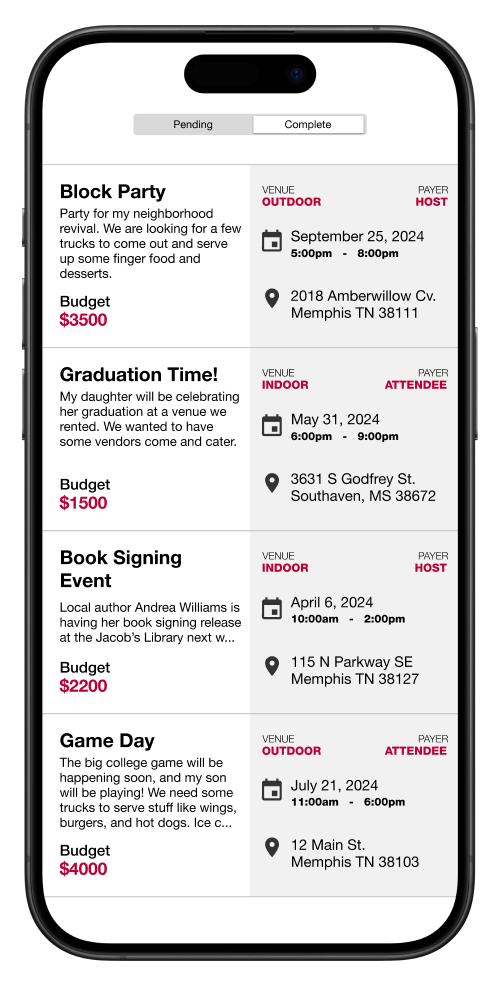 Pending
Complete
Block Party
Party for my neighborhood
revival. We are looking for a few
trucks to come out and serve
up some finger food and
desserts.
Budget
$3500
VENUE
OUTDOOR
PAYER
HOST
September 25, 2024
5:00pm - 8:00pm
2018 Amberwillow Cv.
Memphis TN 38111
Graduation Time!
My daughter will be celebrating
her graduation at a venue we
rented. We wanted to have
some vendors come and cater.
Budget
$1500
VENUE
INDOOR
PAYER
ATTENDEE
May 31, 2024
6:00pm - 9:00pm
3631 S Godfrey St.
Southaven, MS 38672
Book Signing
Event
Local author Andrea Williams is
having her book signing release
at the Jacob's Library next w...
Budget
$2200
VENUE
INDOOR
PAYER
HOST
April 6, 2024
10:00am - 2:00pm
115 N Parkway SE
Memphis TN 38127
Game Day
The big college game will be
happening soon, and my son
will be playing! We need some
trucks to serve stuff like wings,
burgers, and hot dogs. Ice c...
Budget
$4000
VENUE
OUTDOOR
PAYER
ATTENDEE
July 21, 2024
11:00am - 6:00pm
12 Main St.
Memphis TN 38103